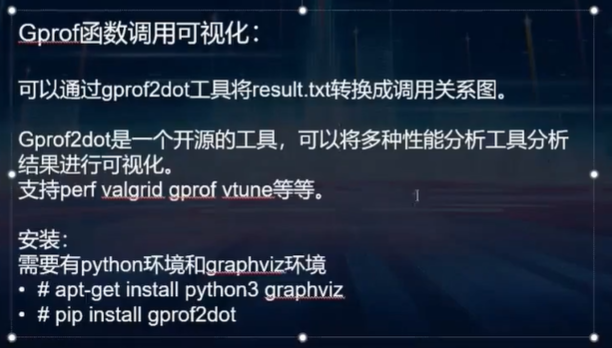 Gprof函数调用可视化：
可以通过gprof2dot工具将result.txt转换成调用关系图。
Gprof2dot是一个开源的工具，可以将多种性能分析工具分析
结果进行可视化。
支持perf valgrid gprof vtune等等。
安装：
需要有python环境和graphviz环境
• # apt-get install python3 graphviz
• # pip install gprof2dot